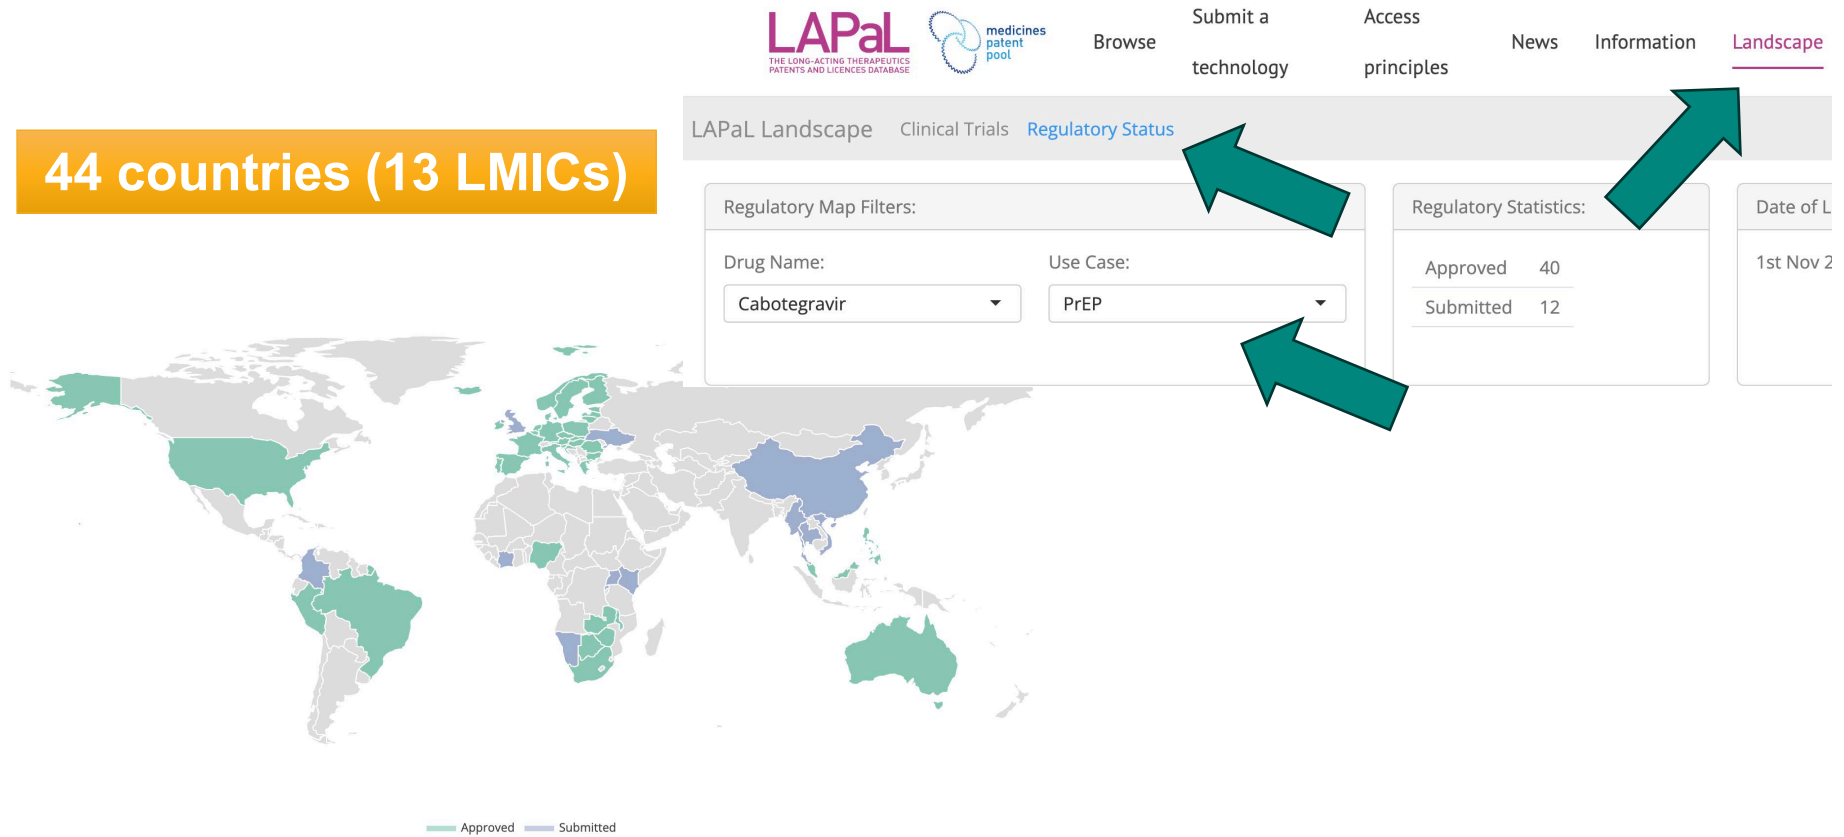 LAPaL
THE LONG-ACTING THERAPEUTICS
PATENTS AND LICENCES DATABASE
medicines
patent
pool
Browse
Submit a
technology
Access
principles
News
Information
Landscape
44 countries (13 LMICs)
LAPaL Landscape
Clinical Trials
Regulatory Status
Regulatory Map Filters:
Drug Name:
Use Case:
Cabotegravir
PrEP
Regulatory Statistics:
Approved 40
Submitted 12
Date of L
1st Nov 2
Approved
Submitted